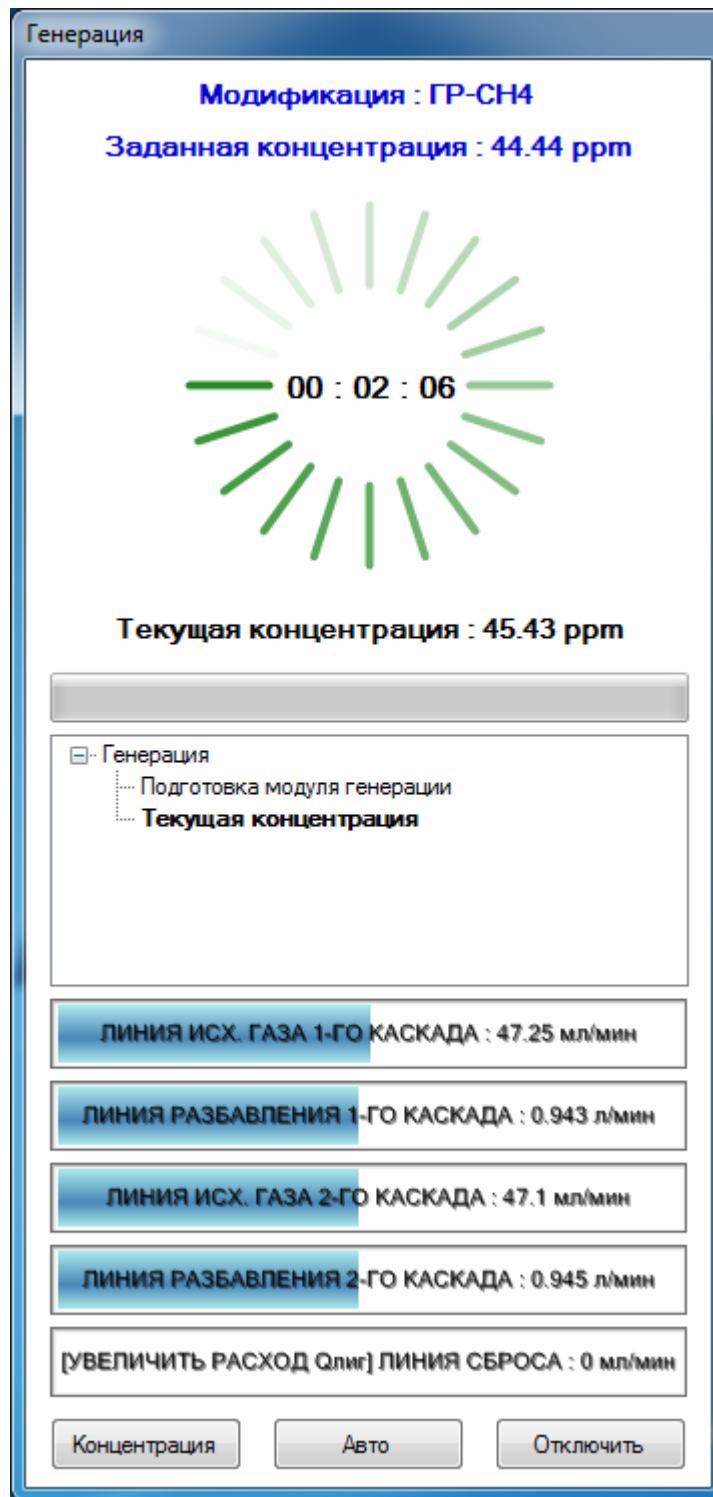 Генерация
Модификация : ГР-СН4
Заданная концентрация : 44.44 ppm
00 : 02 : 06
Текущая концентрация : 45.43 ppm
Генерация
Подготовка модуля генерации
Текущая концентрация
ЛИНИЯ ИСХ. ГАЗА 1-ГО КАСКАДА : 47.25 мл/мин
ЛИНИЯ РАЗБАВЛЕНИЯ 1-ГО КАСКАДА : 0.943 л/мин
ЛИНИЯ ИСХ. ГАЗА 2-ГО КАСКАДА : 47.1 мл/мин
ЛИНИЯ РАЗБАВЛЕНИЯ 2-ГО КАСКАДА : 0.945 л/мин
[УВЕЛИЧИТЬ РАСХОД Qлиг] ЛИНИЯ СБРОСА : 0 мл/мин
Концентрация Авто Отключить